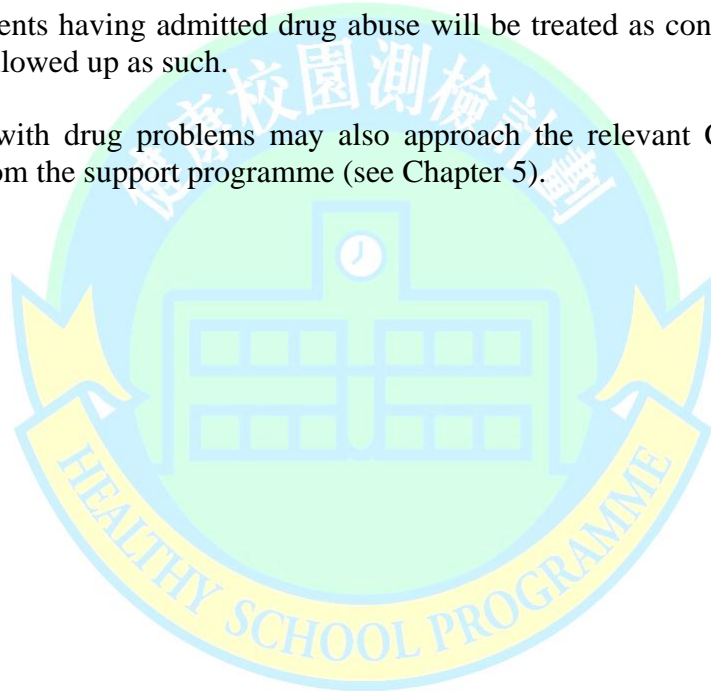 ents having admitted drug abuse will be treated as con
llowed up as such.
with drug problems may also approach the relevant
om the support programme (see Chapter 5).
健康校園測檢計劃
HEALTHY SCHOOL PROGRAMME